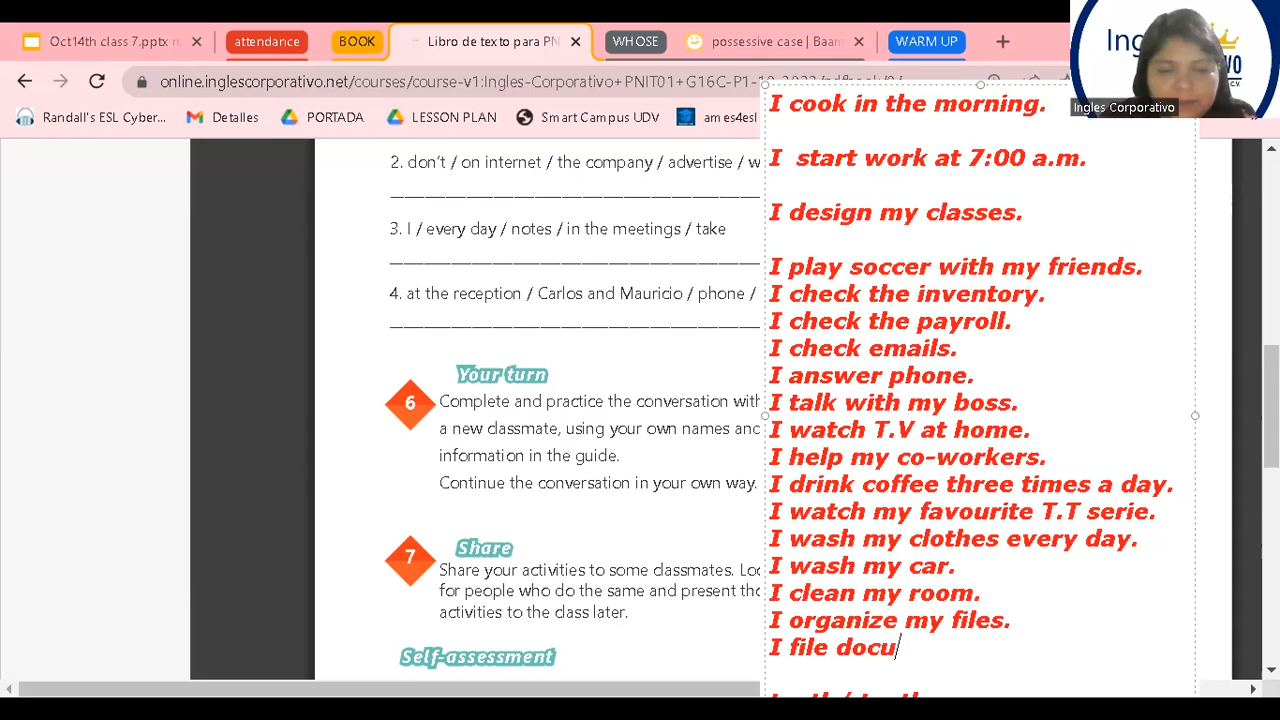 Oct14th class 7.pptx
attendance
BOOK
Libro de texto para PN
WHOSE
possessive case | Baam
WARM UP
online.inglescorporativo.net/courses/course-v1:Ingles-Corporativo+PNIT01+G16C-P1-10
Ingles Corporativo
Randall's ESL Cyber...
Detalles
PORTADA
LESSON PLAN
Smart Campus UDV
ames4esl
2. don't / on internet / the company / advertise / w
3. I / every day / notes / in the meetings / take
4. at the reception / Carlos and Mauricio / phone /
Your turn
6
Complete and practice the conversation with
a new classmate, using your own names and
information in the guide.
Continue the conversation in your own way.
7
Share
Share your activities to some classmates. Loo
for people who do the same and present tho
activities to the class later.
Self-assessment
I cook in the morning.
I start work at 7:00 a.m.
I design my classes.
I play soccer with my friends.
I check the inventory.
I check the payroll.
I check emails.
I answer phone.
I talk with my boss.
I watch T.V at home.
I help my co-workers.
I drink coffee three times a day.
I watch my favourite T.T serie.
I wash my clothes every day.
I wash my car.
I clean my room.
I organize my files.
I file docu